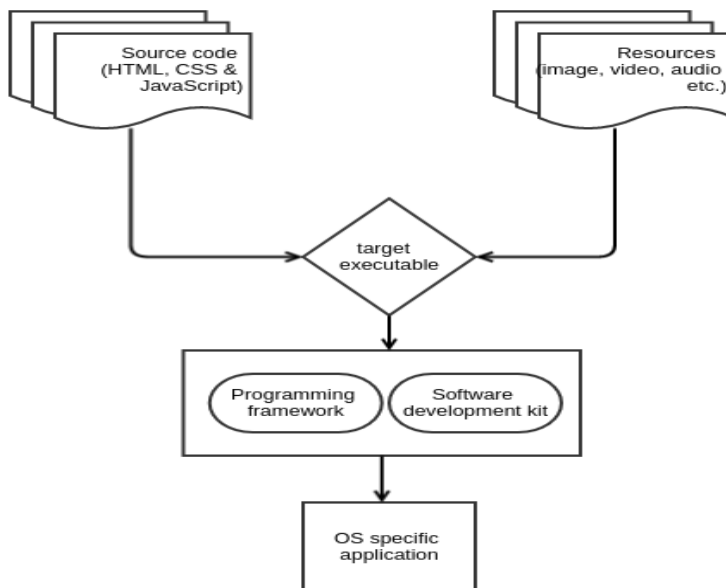 Source code
(HTML, CSS &
JavaScript)
Resources
(image, video, audio
etc.)
target
executable
Programming
framework
Software
development kit
OS specific
application